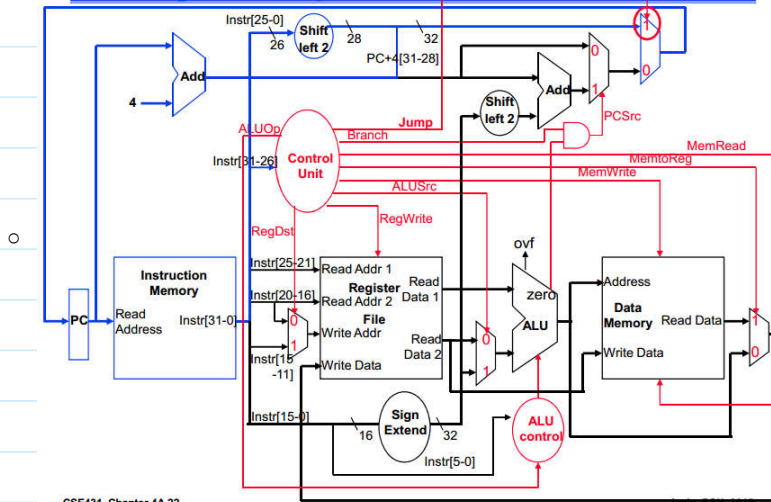 Instr[25-0]
26
Shift
left 2
28
32
PC+4[31-28]
1
0
0
1
Add
4
Add
Shift
left 2
PCSrc
Jump
Branch
ALUOp
Instr[31-26]
Control
Unit
MemRead
MemtoReg
MemWrite
ALUSrc
RegWrite
RegDst
ovf
Instruction
Memory
PC
Read
Address
Instr[31-0]
Instr[25-21]
Read Addr 1
Register
Read
Data 1
Instr[20-16]
Read Addr 2
File
0
1
Write Addr
Read
Data 2
Instr[15
-11]
Write Data
0
1
zero
ALU
Address
Data
Memory
Read Data
Write Data
1
0
Instr[15-0]
16
Sign
Extend
32
ALU
control
Instr[5-0]